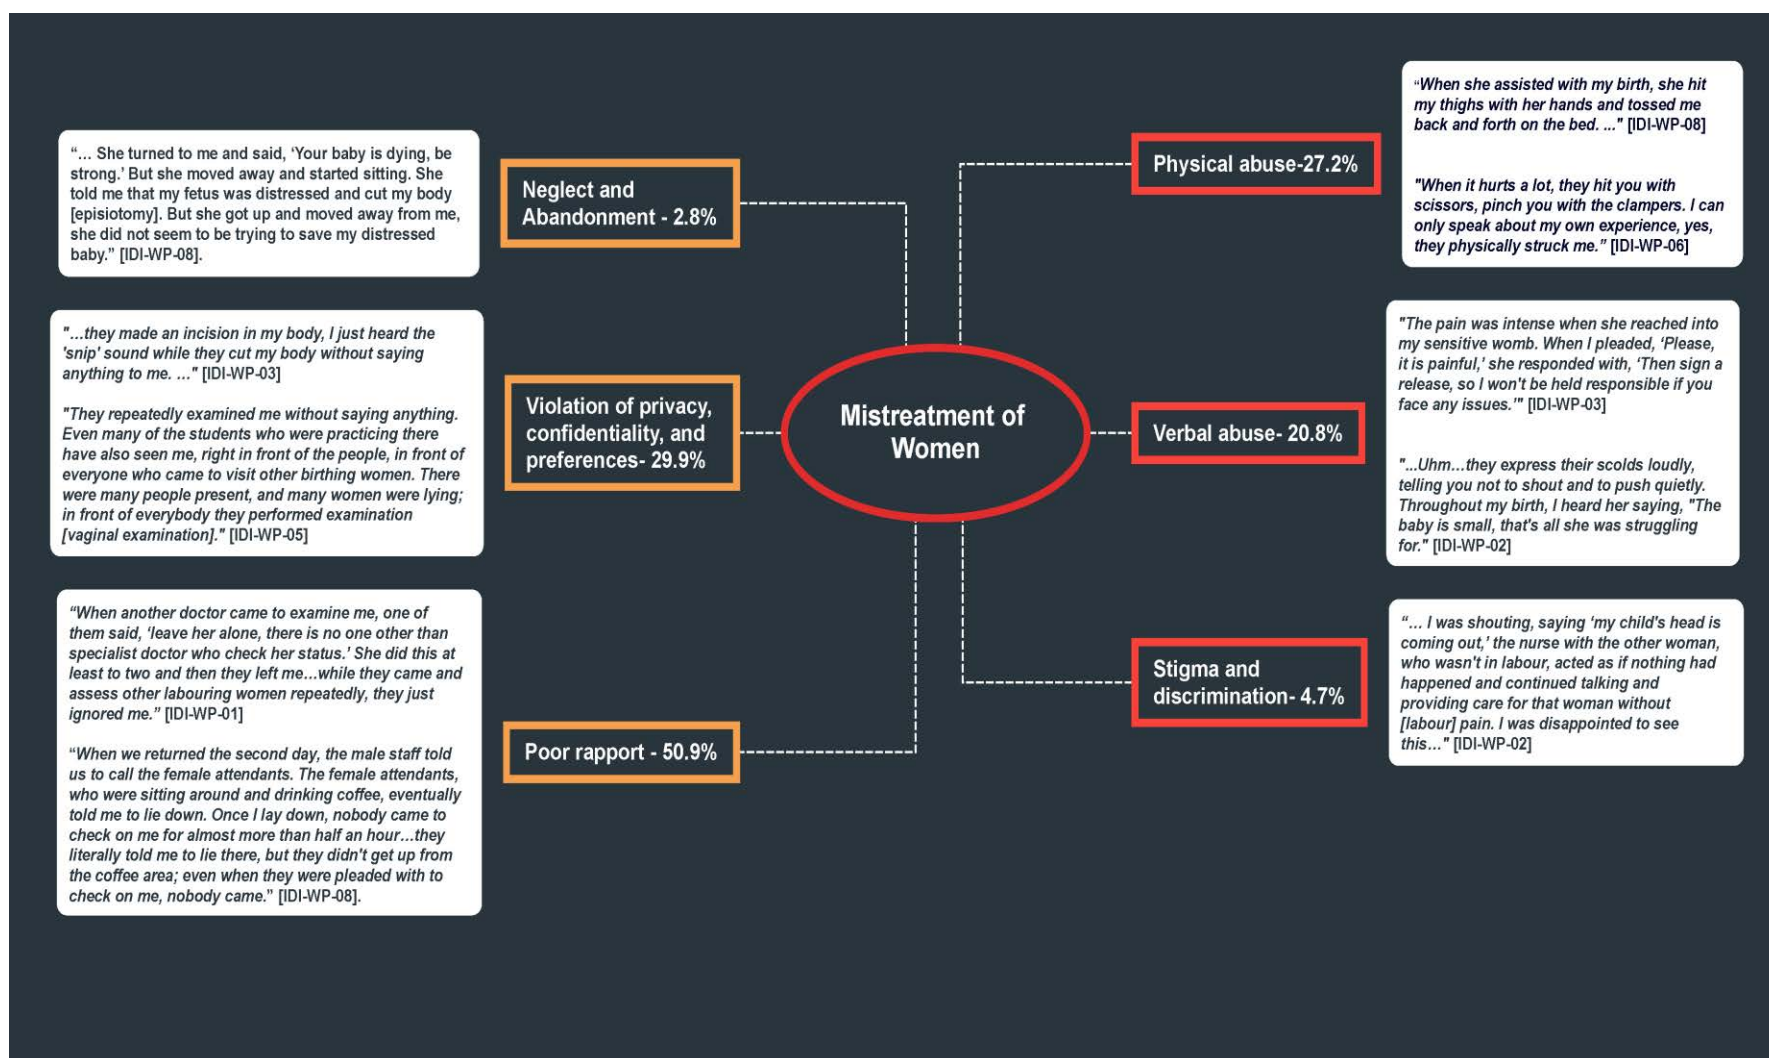 “… She turned to me and said, ‘Your baby is dying, be
strong.’ But she moved away and started sitting. She
told me that my fetus was distressed and cut my body
[episiotomy]. But she got up and moved away from me,
she did not seem to be trying to save my distressed
baby.” [IDI-WP-08].
Neglect and
Abandonment - 2.8%
"…they made an incision in my body, I just heard the
'snip' sound while they cut my body without saying
anything to me. …" [IDI-WP-03]
"They repeatedly examined me without saying anything.
Even many of the students who were practicing there
have also seen me, right in front of the people, in front of
everyone who came to visit other birthing women. There
were many people present, and many women were lying;
in front of everybody they performed examination
[vaginal examination]." [IDI-WP-05]
Violation of privacy,
confidentiality, and
preferences- 29.9%
“When another doctor came to examine me, one of
them said, ‘leave her alone, there is no one other than
specialist doctor who check her status.’ She did this at
least to two and then they left me…while they came and
assess other labouring women repeatedly, they just
ignored me.” [IDI-WP-01]
“When we returned the second day, the male staff told
us to call the female attendants. The female attendants,
who were sitting around and drinking coffee, eventually
told me to lie down. Once I lay down, nobody came to
check on me for almost more than half an hour…they
literally told me to lie there, but they didn't get up from
the coffee area; even when they were pleaded with to
check on me, nobody came.” [IDI-WP-08].
Poor rapport - 50.9%
Mistreatment of
Women
Physical abuse-27.2%
“When she assisted with my birth, she hit
my thighs with her hands and tossed me
back and forth on the bed. ..." [IDI-WP-08]
"When it hurts a lot, they hit you with
scissors, pinch you with the clampers. I can
only speak about my own experience, yes,
they physically struck me.” [IDI-WP-06]
Verbal abuse- 20.8%
"The pain was intense when she reached into
my sensitive womb. When I pleaded, ‘Please,
it is painful,’ she responded with, ‘Then sign a
release, so I won't be held responsible if you
face any issues.’" [IDI-WP-03]
"...Uhm…they express their scolds loudly,
telling you not to shout and to push quietly.
Throughout my birth, I heard her saying, "The
baby is small, that's all she was struggling
for." [IDI-WP-02]
Stigma and
discrimination- 4.7%
“… I was shouting, saying ‘my child's head is
coming out,’ the nurse with the other woman,
who wasn't in labour, acted as if nothing had
happened and continued talking and
providing care for that woman without
[labour] pain. I was disappointed to see
this…" [IDI-WP-02]